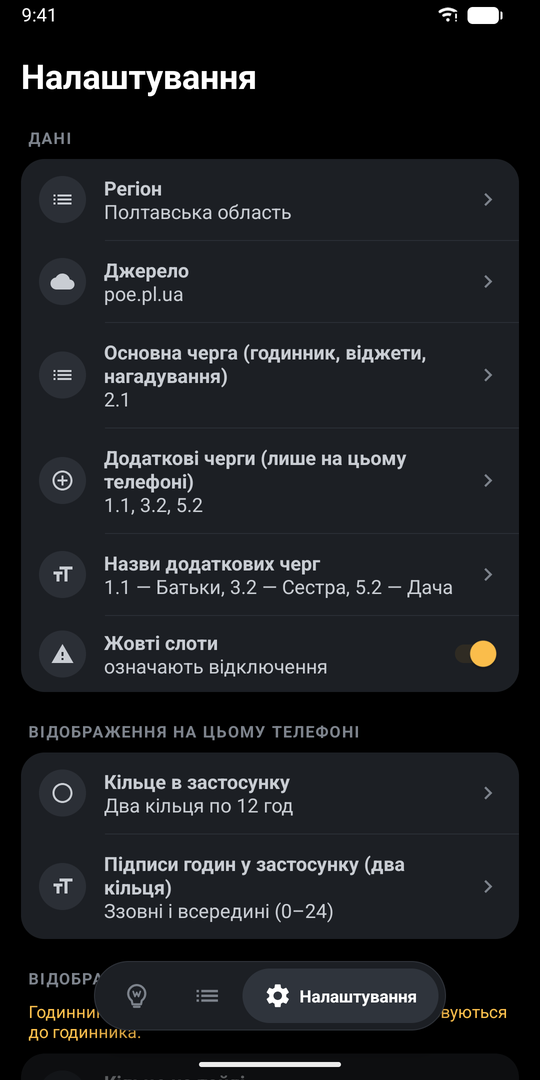 9:41
Налаштування
ДАНІ
Регіон
Полтавська область
Джерело
poe.pl.ua
Основна черга (годинник, віджети,
нагадування)
2.1
Додаткові черги (лише на цьому
телефоні)
1.1, 3.2, 5.2
Назви додаткових черг
1.1 — Батьки, 3.2 — Сестра, 5.2 — Дача
Жовті слоти
означають відключення
ВІДОБРАЖЕННЯ НА ЦЬОМУ ТЕЛЕФОНІ
Кільце в застосунку
Два кільця по 12 год
Підписи годин у застосунку (два
кільця)
Ззовні і всередині (0–24)
Налаштування
до годинника.